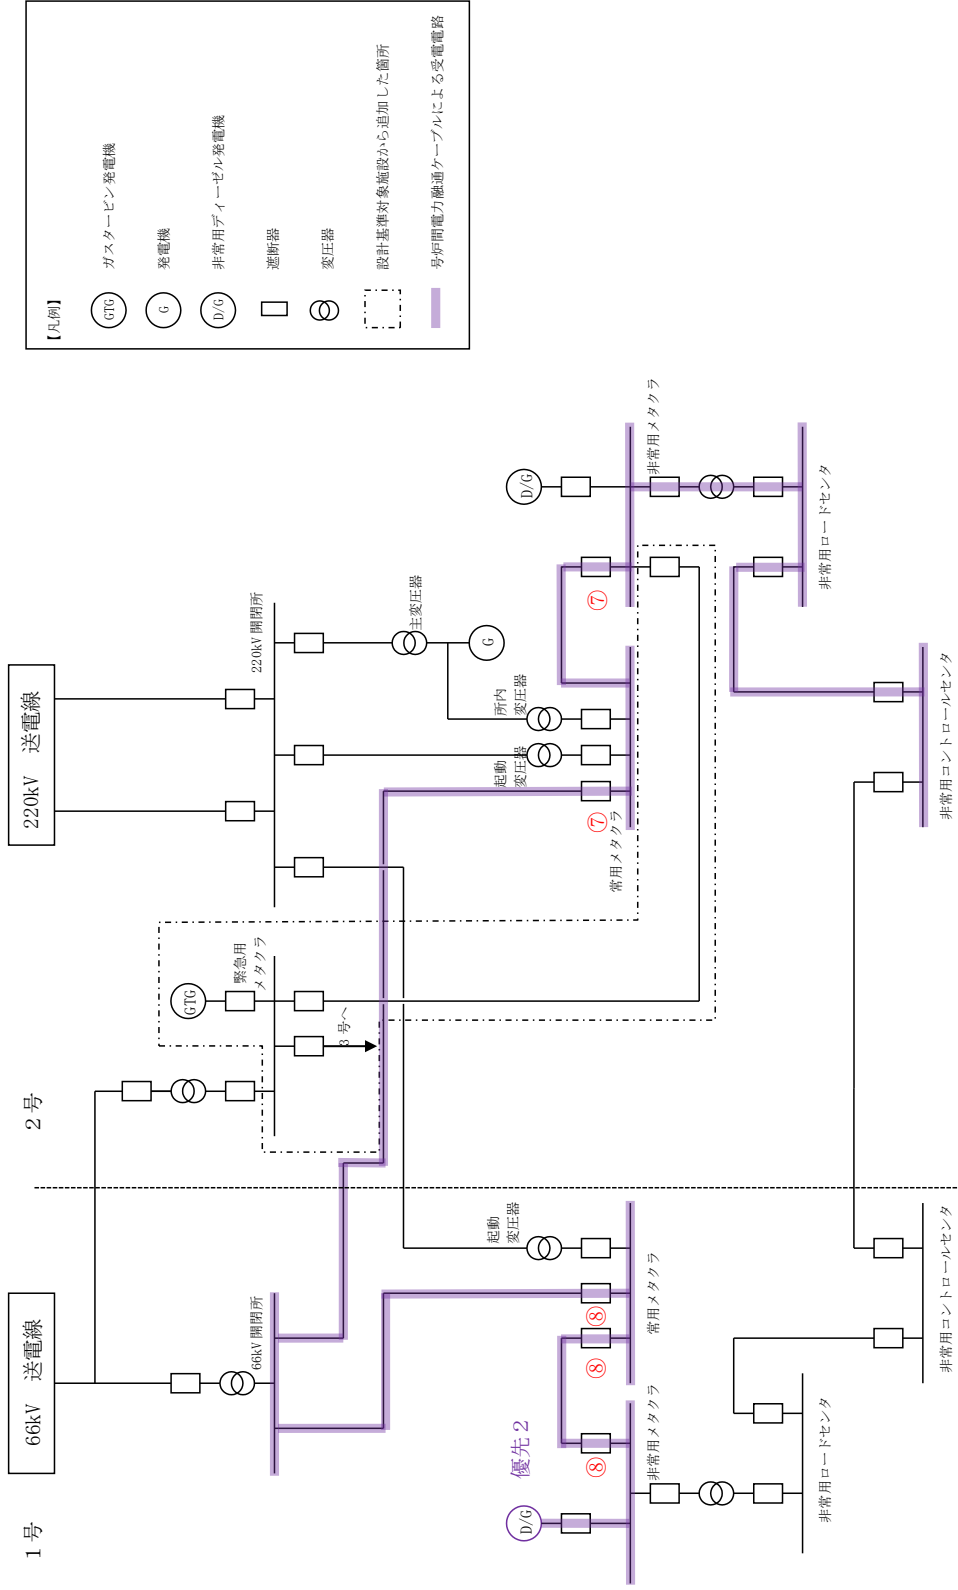 【凡例】
GTG
ガスタービン発電機
G
発電機
D/G
非常用ディーゼル発電機
遮断器
変圧器
設計基準対象施設から追加した箇所
号炉間電力融通ケーブルによる受電電路
1号
2号
66kV 送電線
220kV 送電線
66kV 開閉所
220kV 開閉所
GTG
緊急用
メタクラ
3号へ
主変圧器
G
所内
変圧器
起動
変圧器
起動
変圧器
優先2
D/G
D/G
⑧
⑧
⑧
⑦
⑦
非常用メタクラ
常用メタクラ
常用メタクラ
非常用メタクラ
非常用ロードセンタ
非常用ロードセンタ
非常用コントロールセンタ
非常用コントロールセンタ